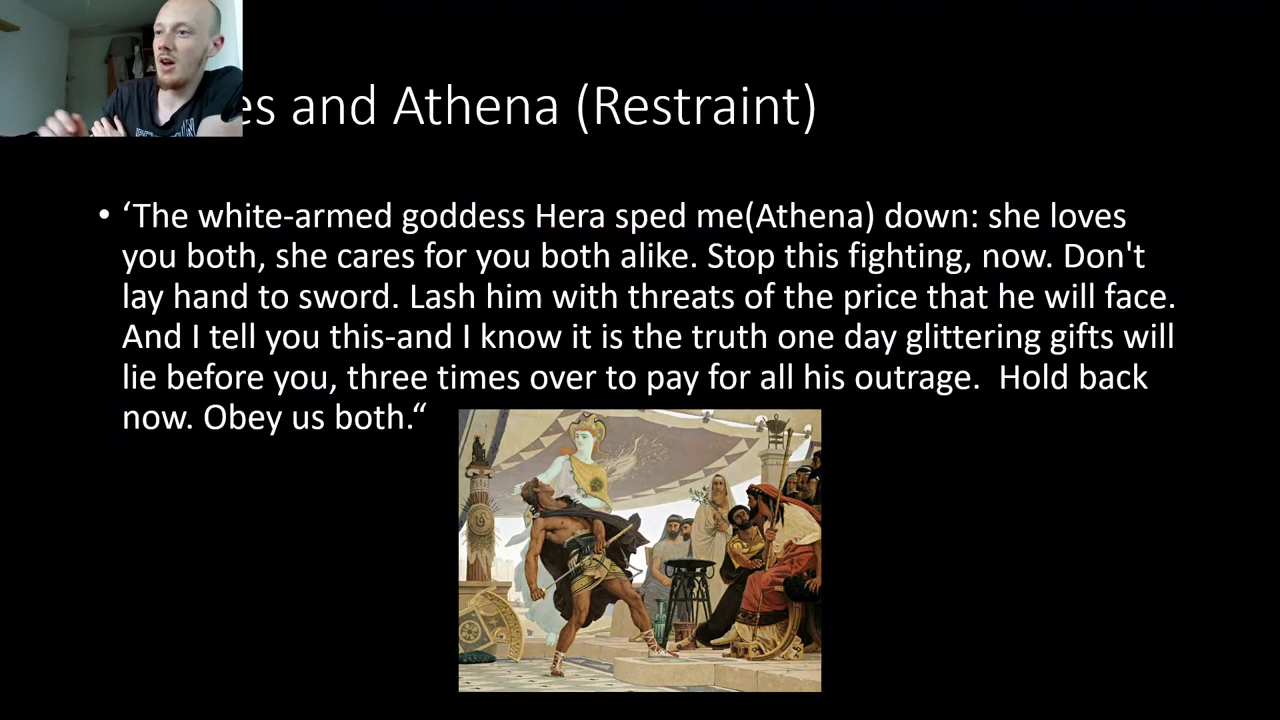 es and Athena (Restraint)
• ‘The white-armed goddess Hera sped me(Athena) down: she loves
you both, she cares for you both alike. Stop this fighting, now. Don't
lay hand to sword. Lash him with threats of the price that he will face.
And I tell you this-and I know it is the truth one day glittering gifts will
lie before you, three times over to pay for all his outrage.  Hold back
now. Obey us both.“